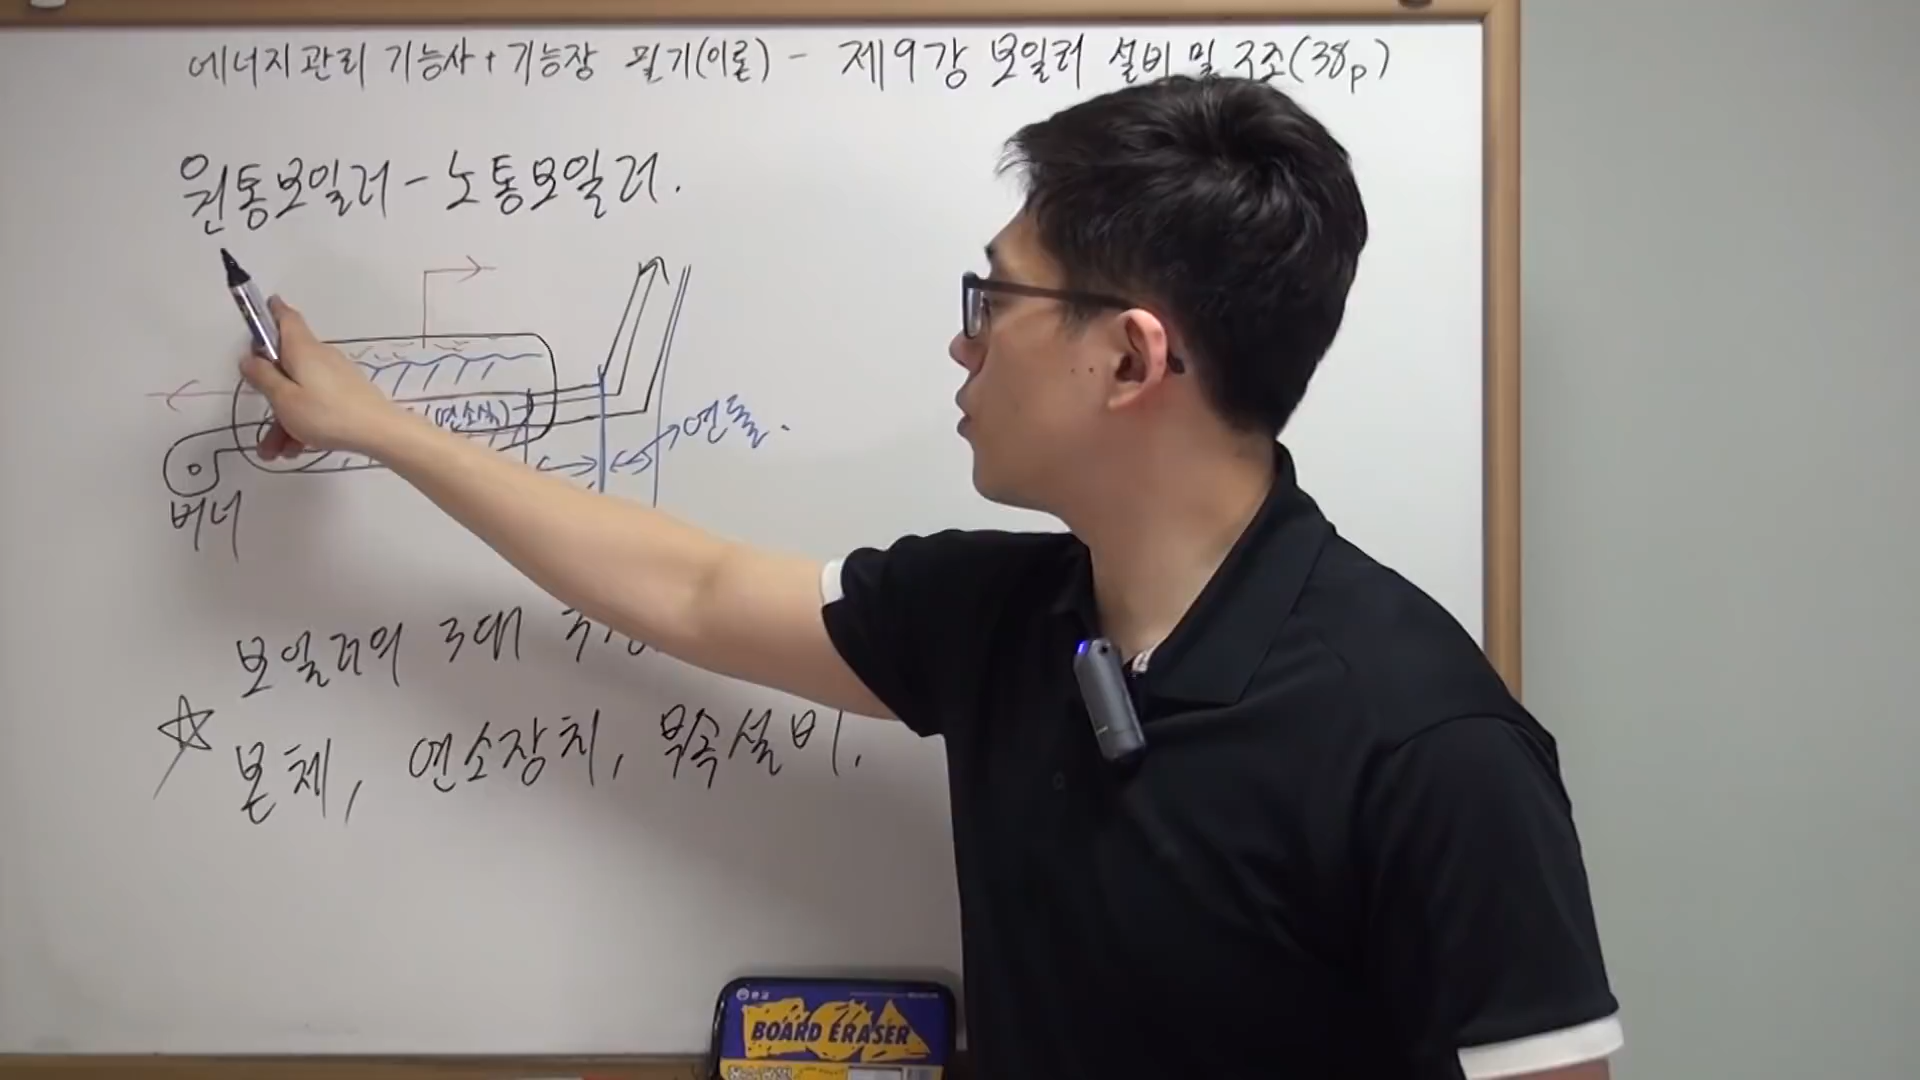 에너지관리 기능사+기능장 필기(이론) - 제9강 보일러 설비 및 구조(38p)
원통보일러-노통보일러.
(연소실)
연돌.
버너
보일러의 3대
본체, 연소장치, 부속설비.
BOARD ERASER